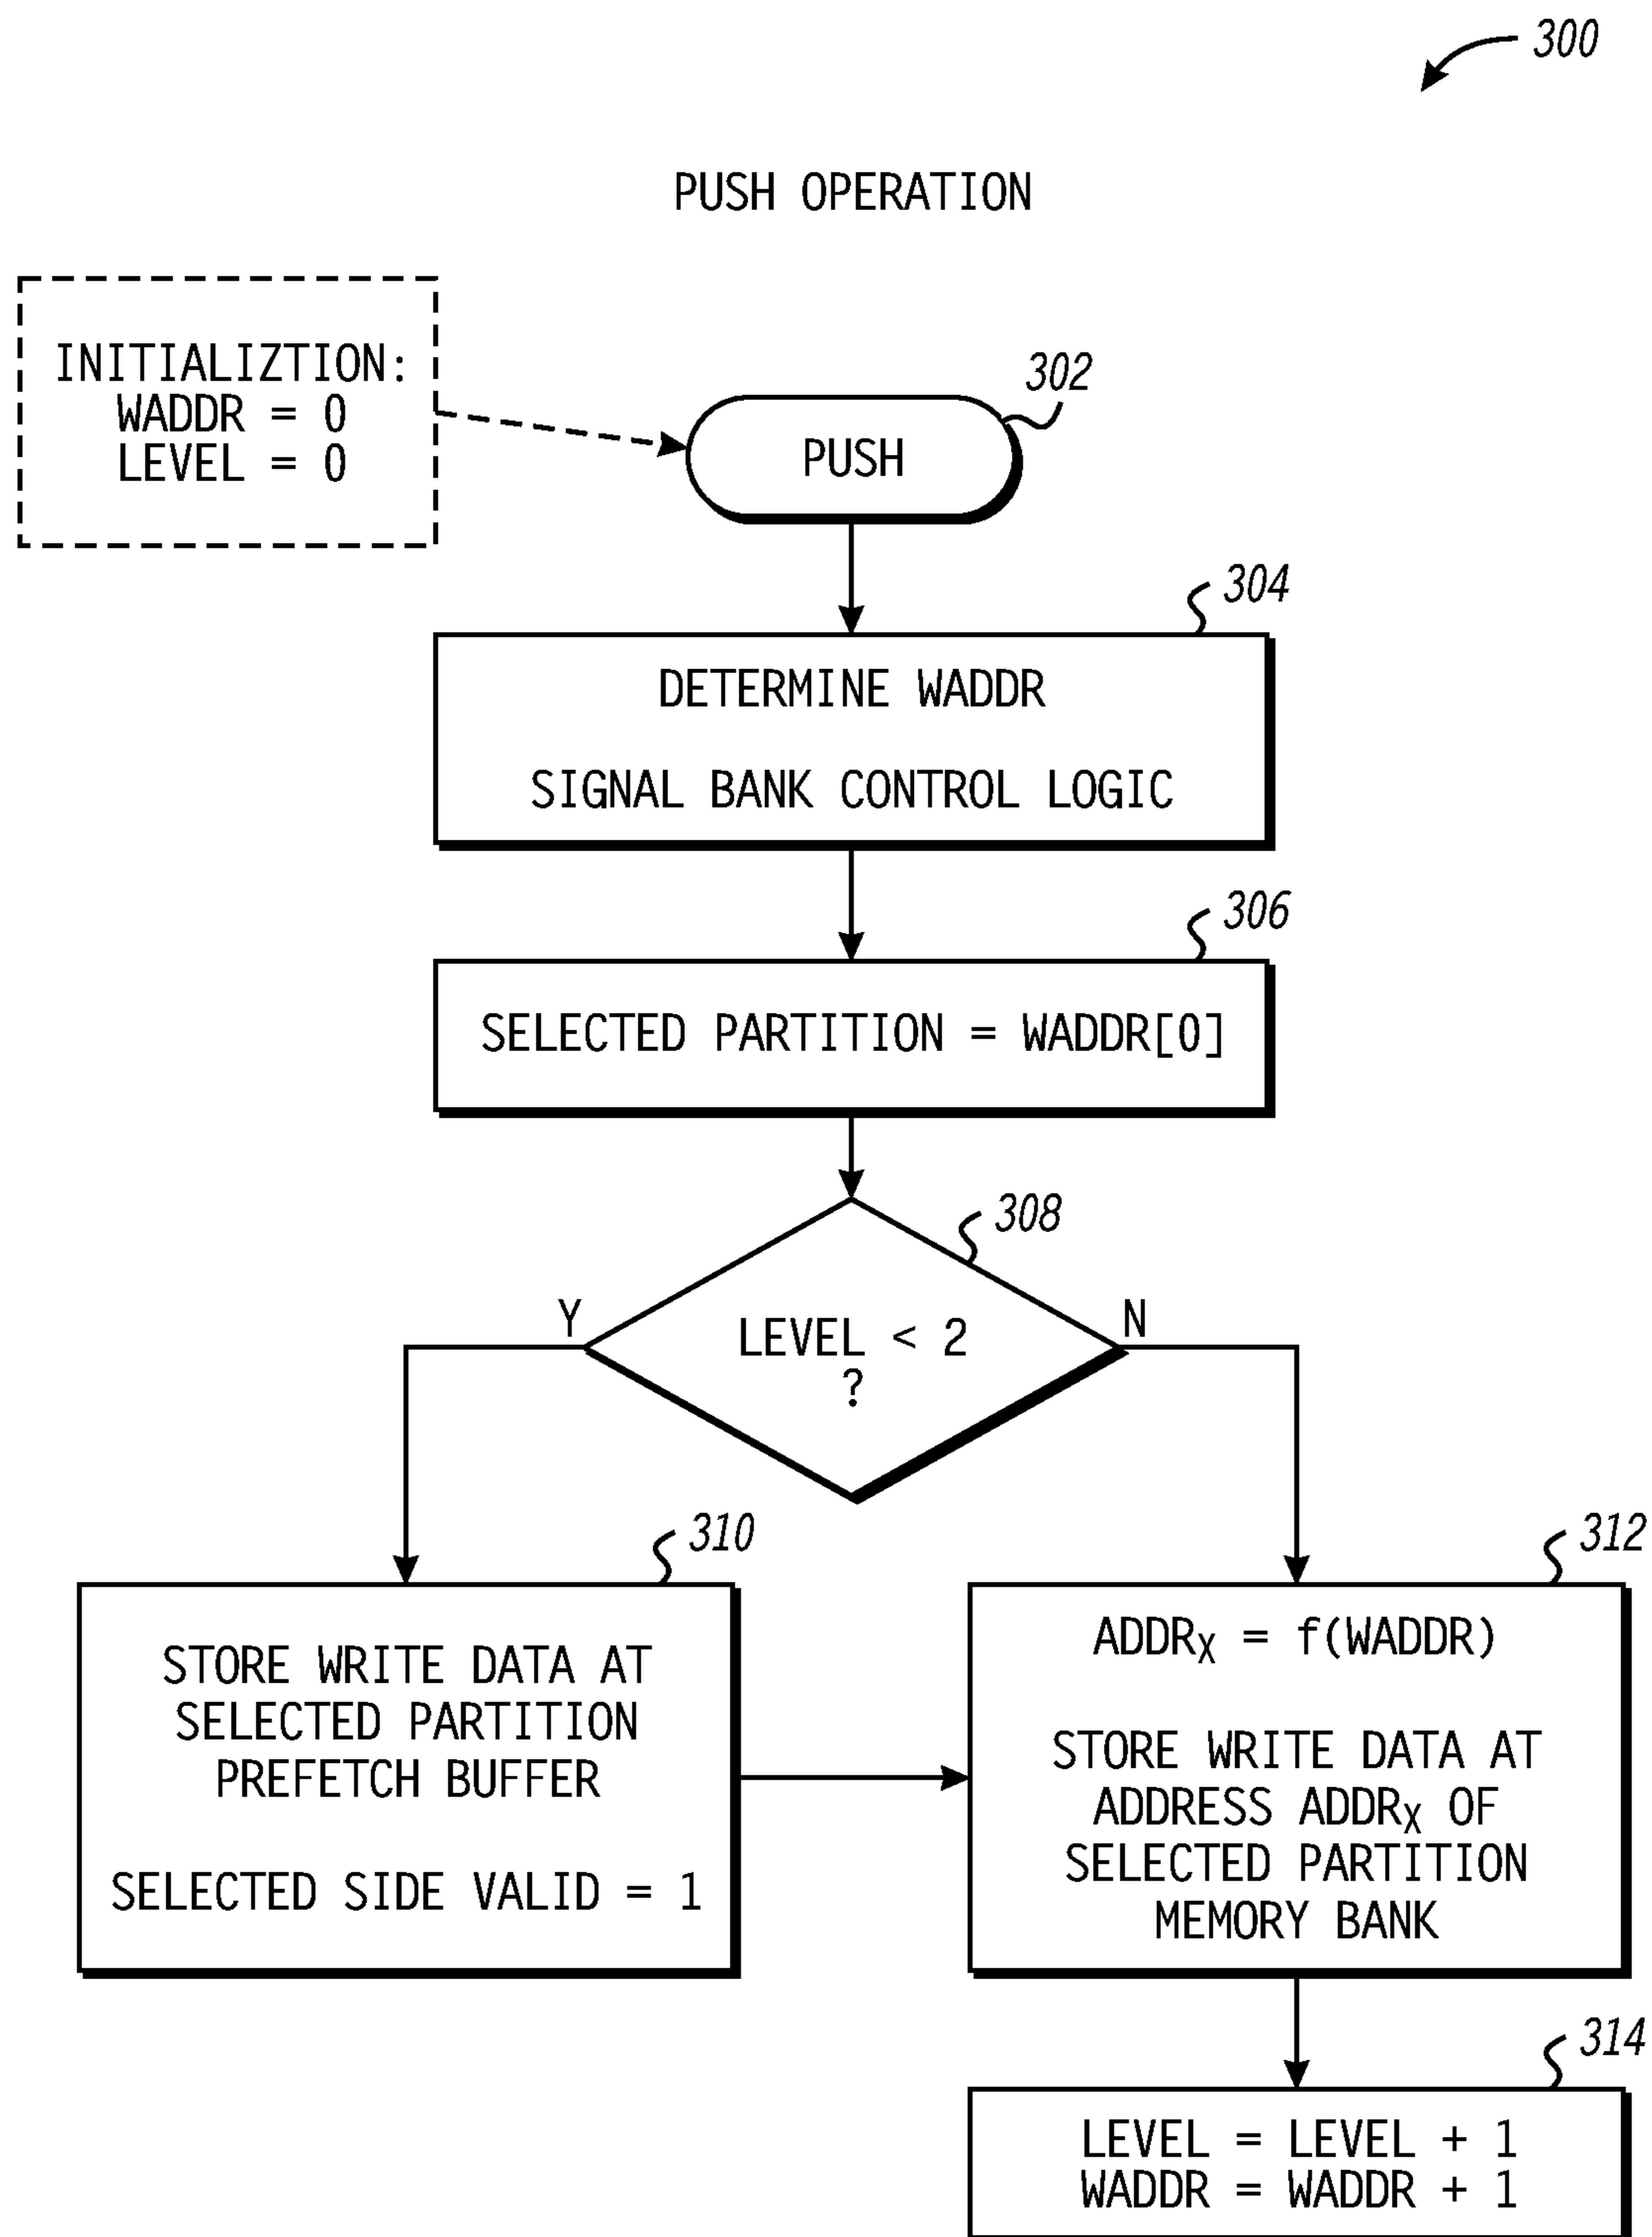 300
PUSH OPERATION
INITIALIZTION:
WADDR = 0
LEVEL = 0
302
PUSH
304
DETERMINE WADDR
SIGNAL BANK CONTROL LOGIC
306
SELECTED PARTITION = WADDR[0]
308
Y
LEVEL < 2
?
N
310
STORE WRITE DATA AT
SELECTED PARTITION
PREFETCH BUFFER
SELECTED SIDE VALID = 1
312
ADDRX = f(WADDR)
STORE WRITE DATA AT
ADDRESS ADDRX OF
SELECTED PARTITION
MEMORY BANK
314
LEVEL = LEVEL + 1
WADDR = WADDR + 1